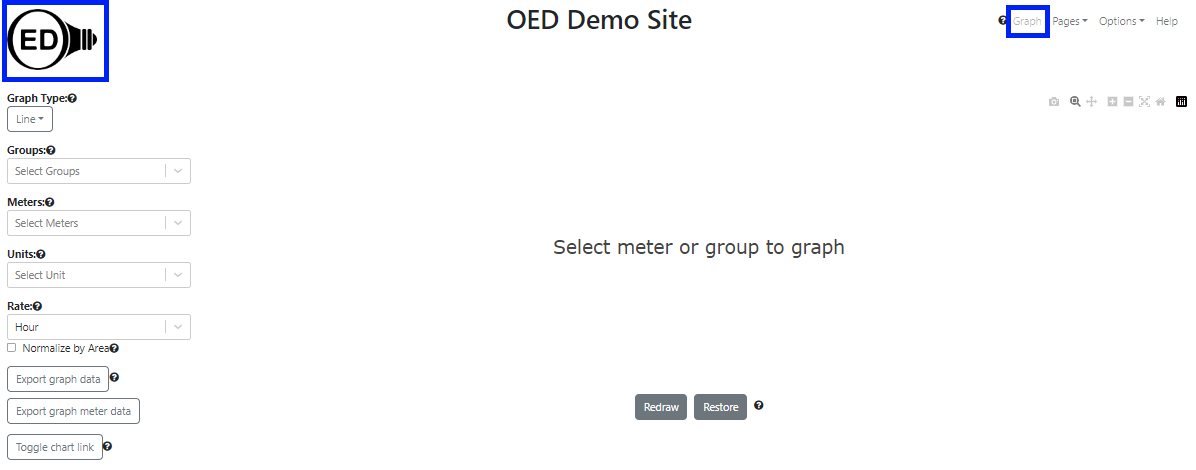 ED
OED Demo Site
Graph Pages Options Help
Graph Type:
Line
Groups:
Select Groups
Meters:
Select Meters
Units:
Select Unit
Rate:
Hour
Normalize by Area
Export graph data
Export graph meter data
Toggle chart link
Select meter or group to graph
Redraw Restore